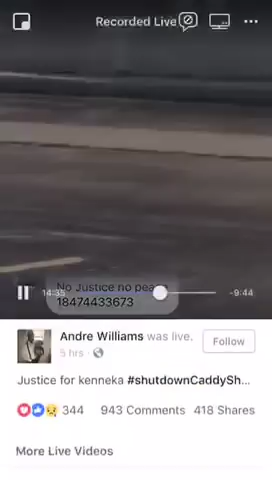 Recorded Live
No Justice no pea
18474433673
14:33
-9:44
Andre Williams was live.
5 hrs
Follow
Justice for kenneka #shutdownCaddySh...
344
943 Comments
418 Shares
More Live Videos